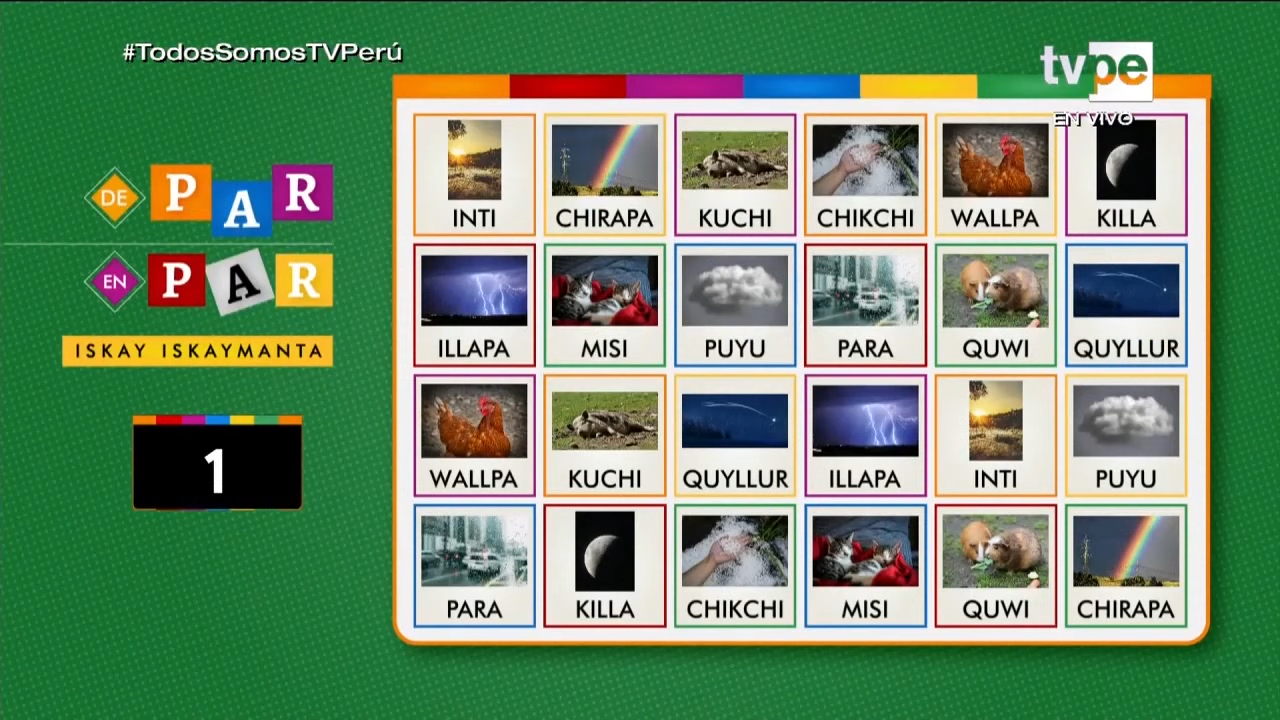 #TodosSomosTVPerú
tvpe
EN VIVO
DE PAR
EN PAR
ISKAY ISKAYMANTA
1
INTI CHIRAPA KUCHI CHIKCHI WALLPA KILLA
ILLAPA MISI PUYU PARA QUWI QUYLLUR
WALLPA KUCHI QUYLLUR ILLAPA INTI PUYU
PARA KILLA CHIKCHI MISI QUWI CHIRAPA